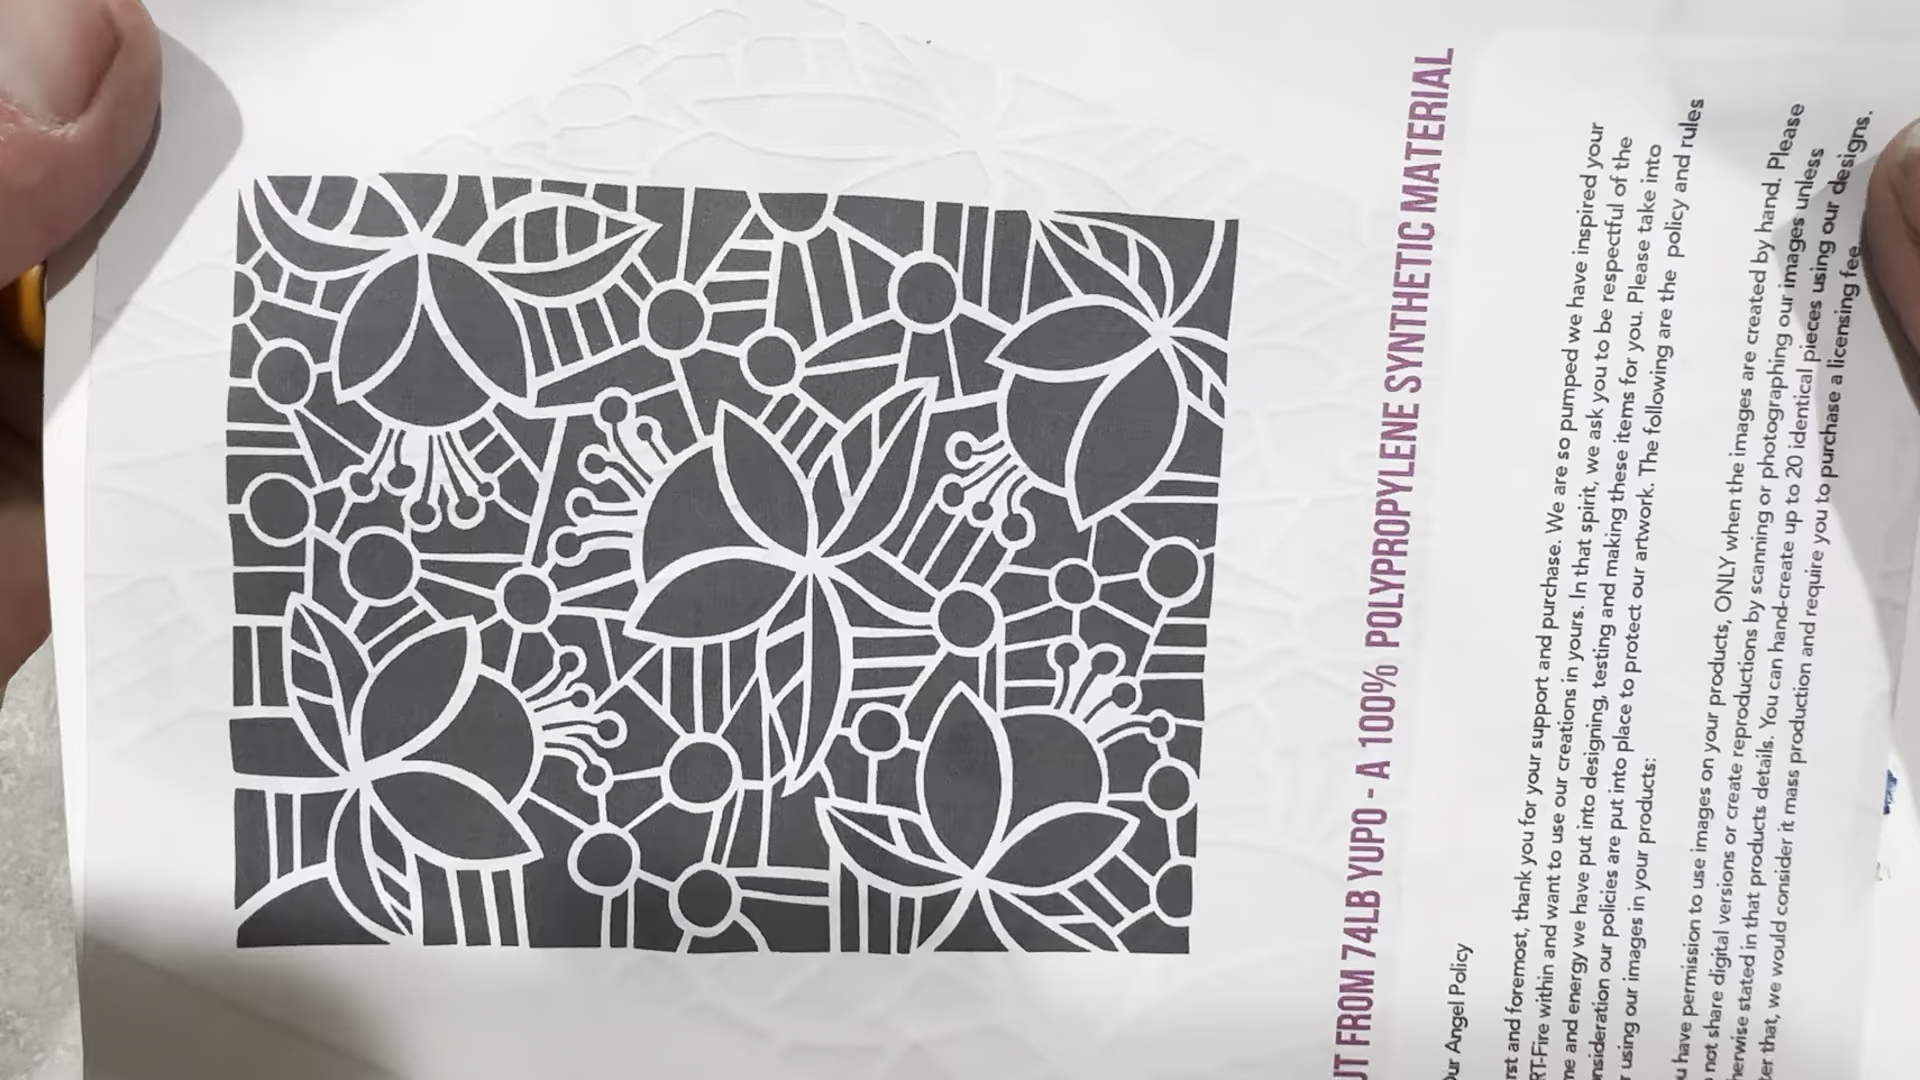 UT FROM 74LB YUPO - A 100% POLYPROPYLENE SYNTHETIC MATERIAL
ur Angel Policy
rst and foremost, thank you for your support and purchase. We are so pumped we have inspired your
RT-Fire within and want to use our creations in yours. In that spirit, we ask you to be respectful of the
me and energy we have put into designing, testing and making these items for you. Please take into
nsideration our policies are put into place to protect our artwork. The following are the policy and rules
r using our images in your products:
u have permission to use images on your products, ONLY when the images are created by hand. Please
not share digital versions or create reproductions by scanning or photographing our images unless
herwise stated in that products details. You can hand-create up to 20 identical pieces using our designs.
ter that, we would consider it mass production and require you to purchase a licensing fee.